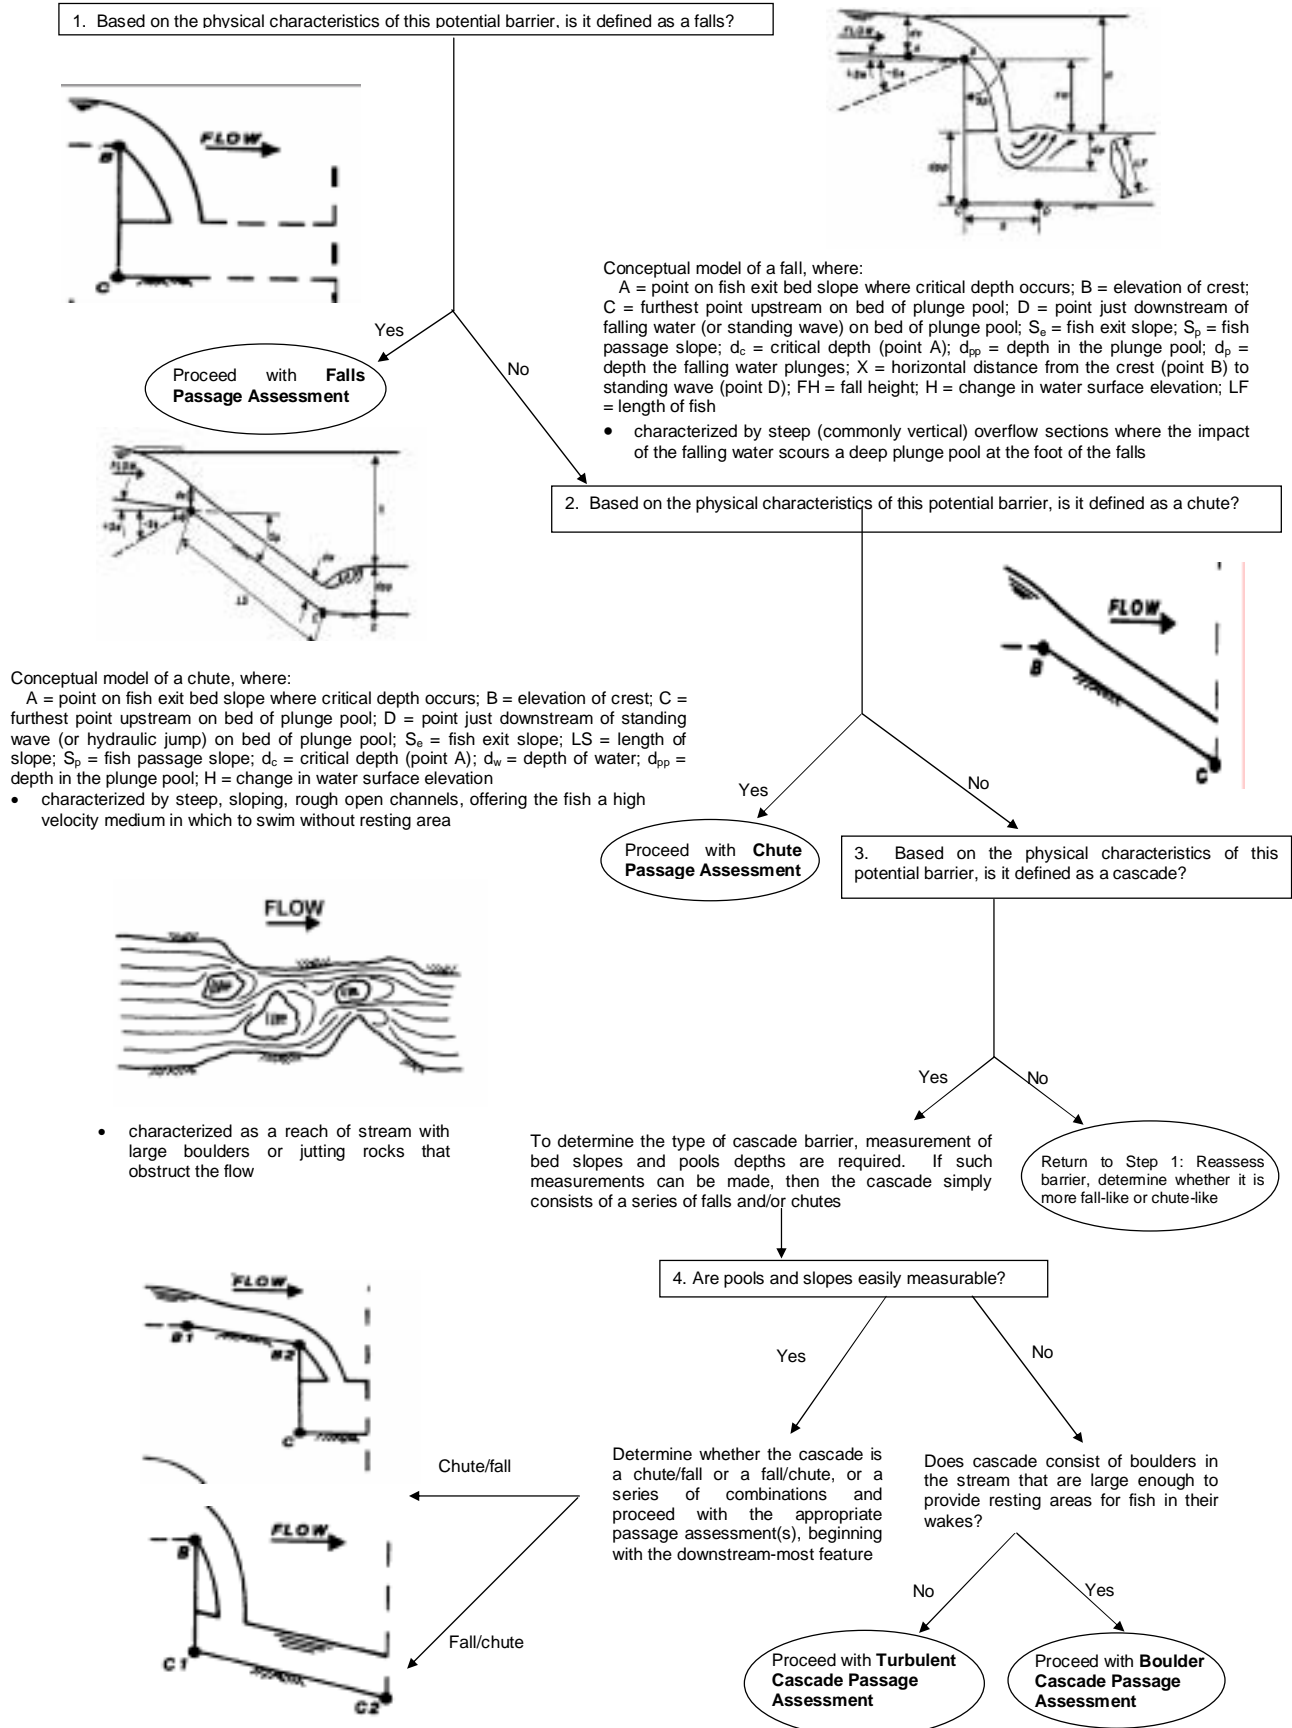 1. Based on the physical characteristics of this potential barrier, is it defined as a falls?
FLOW
B
C
FLOW
A
B
LF
C
D
Conceptual model of a fall, where:
A = point on fish exit bed slope where critical depth occurs; B = elevation of crest;
C = furthest point upstream on bed of plunge pool; D = point just downstream of
falling water (or standing wave) on bed of plunge pool; Se = fish exit slope; Sp = fish
passage slope; dc = critical depth (point A); dpp = depth in the plunge pool; dp =
depth the falling water plunges; X = horizontal distance from the crest (point B) to
standing wave (point D); FH = fall height; H = change in water surface elevation; LF
= length of fish
• characterized by steep (commonly vertical) overflow sections where the impact
of the falling water scours a deep plunge pool at the foot of the falls
Yes
No
Proceed with Falls
Passage Assessment
FLOW
LS
2. Based on the physical characteristics of this potential barrier, is it defined as a chute?
FLOW
B
C
Conceptual model of a chute, where:
A = point on fish exit bed slope where critical depth occurs; B = elevation of crest; C =
furthest point upstream on bed of plunge pool; D = point just downstream of standing
wave (or hydraulic jump) on bed of plunge pool; Se = fish exit slope; LS = length of
slope; Sp = fish passage slope; dc = critical depth (point A); dw = depth of water; dpp =
depth in the plunge pool; H = change in water surface elevation
• characterized by steep, sloping, rough open channels, offering the fish a high
velocity medium in which to swim without resting area
Yes
No
Proceed with Chute
Passage Assessment
3. Based on the physical characteristics of this
potential barrier, is it defined as a cascade?
FLOW
• characterized as a reach of stream with
large boulders or jutting rocks that
obstruct the flow
Yes
No
To determine the type of cascade barrier, measurement of
bed slopes and pools depths are required. If such
measurements can be made, then the cascade simply
consists of a series of falls and/or chutes
Return to Step 1: Reassess
barrier, determine whether it is
more fall-like or chute-like
4. Are pools and slopes easily measurable?
Yes
No
FLOW
B1
B2
C
Determine whether the cascade is
a chute/fall or a fall/chute, or a
series of combinations and
proceed with the appropriate
passage assessment(s), beginning
with the downstream-most feature
Does cascade consist of boulders in
the stream that are large enough to
provide resting areas for fish in their
wakes?
Chute/fall
Fall/chute
FLOW
B
C1
C2
No
Yes
Proceed with Turbulent
Cascade Passage
Assessment
Proceed with Boulder
Cascade Passage
Assessment